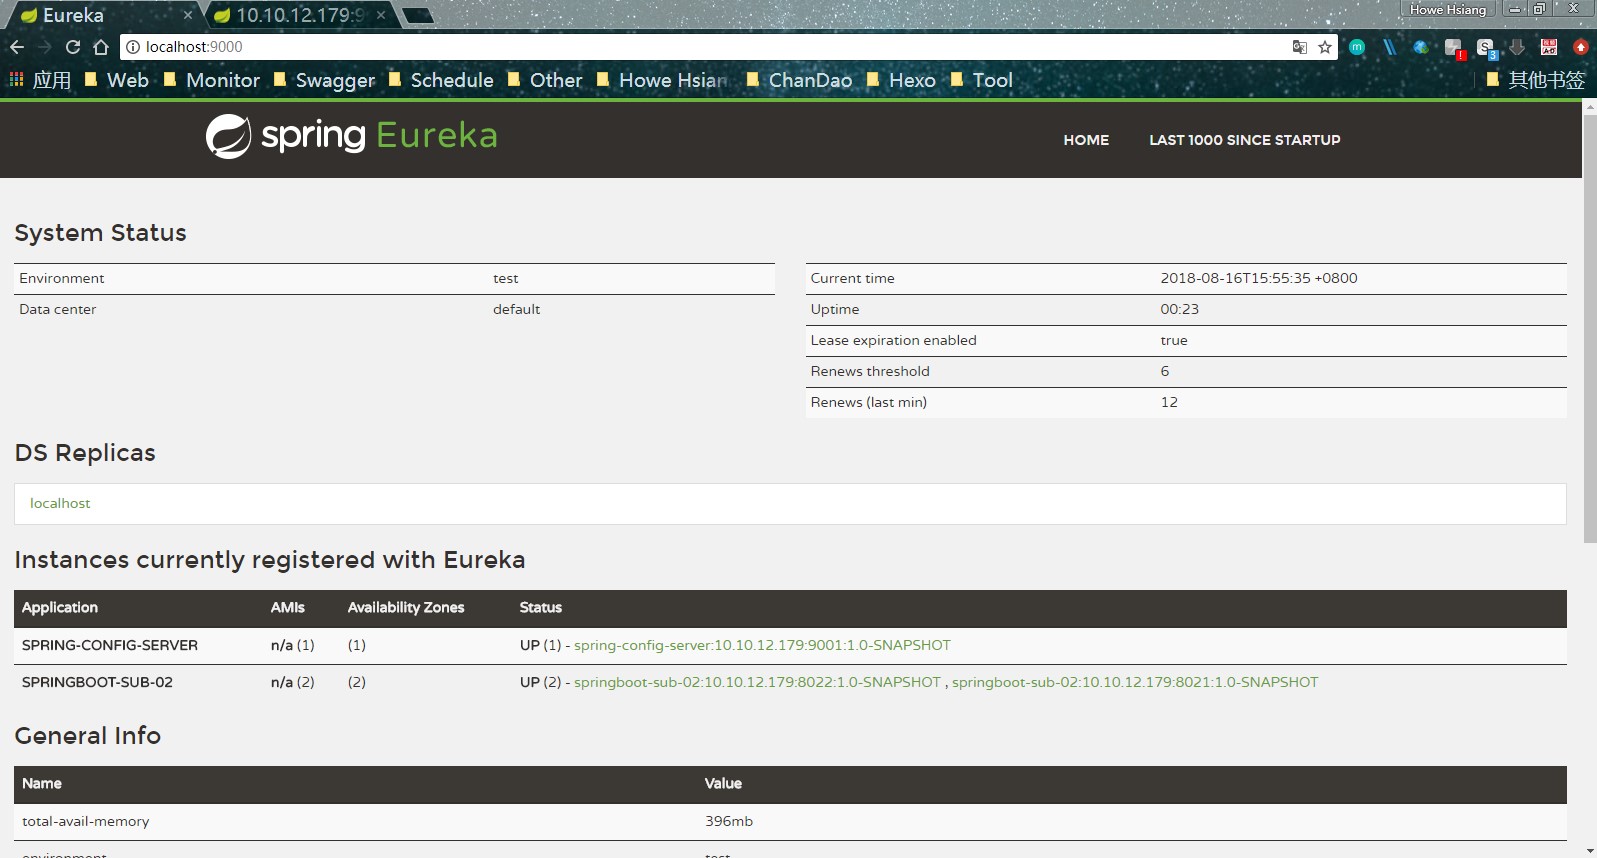 Eureka
10.10.12.179:9
Howe Hsiang
localhost:9000
应用 Web Monitor Swagger Schedule Other Howe Hsian ChanDao Hexo Tool 其他书签
spring Eureka
HOME LAST 1000 SINCE STARTUP
System Status
Environment test
Data center default
Current time 2018-08-16T15:55:35 +0800
Uptime 00:23
Lease expiration enabled true
Renews threshold 6
Renews (last min) 12
DS Replicas
localhost
Instances currently registered with Eureka
Application AMIs Availability Zones Status
SPRING-CONFIG-SERVER n/a (1) (1) UP (1) - spring-config-server:10.10.12.179:9001:1.0-SNAPSHOT
SPRINGBOOT-SUB-02 n/a (2) (2) UP (2) - springboot-sub-02:10.10.12.179:8022:1.0-SNAPSHOT , springboot-sub-02:10.10.12.179:8021:1.0-SNAPSHOT
General Info
Name Value
total-avail-memory 396mb
environment test